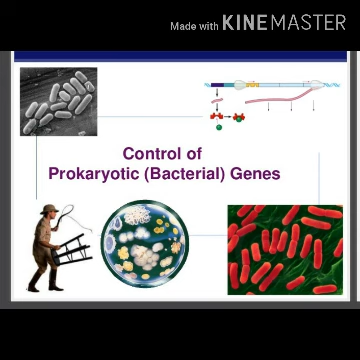 Made with KINEMASTER
Control of
Prokaryotic (Bacterial) Genes